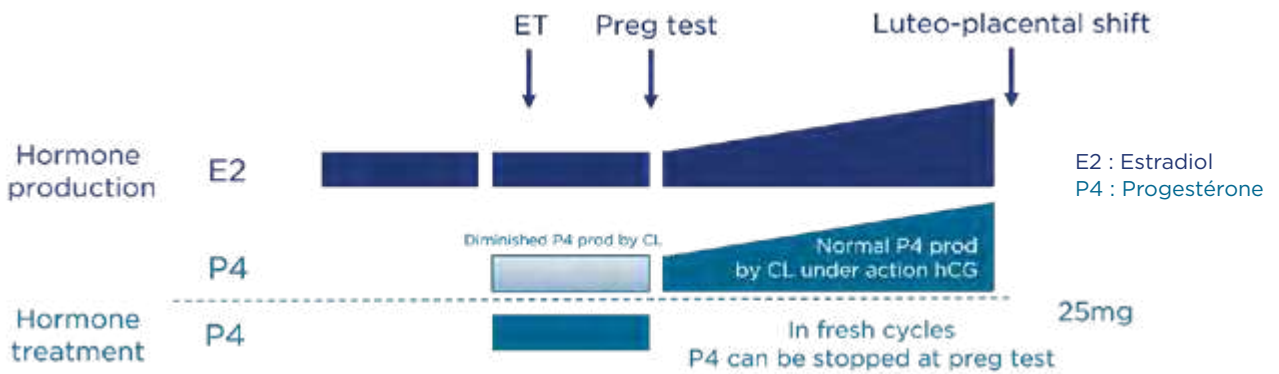 ET
Preg test
Luteo-placental shift
Hormone
production
E2
E2 : Estradiol
P4 : Progestérone
Diminished P4 prod by CL
P4
Normal P4 prod
by CL under action hCG
Hormone
treatment
P4
In fresh cycles
P4 can be stopped at preg test
25mg